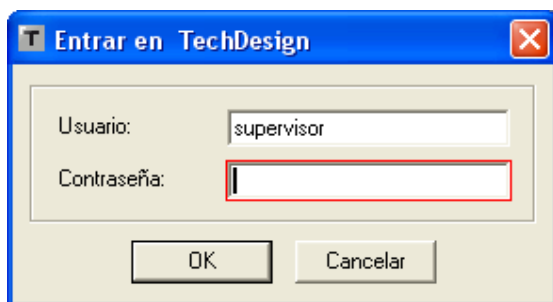 T Entrar en TechDesign
Usuario: supervisor
Contraseña:
OK Cancelar